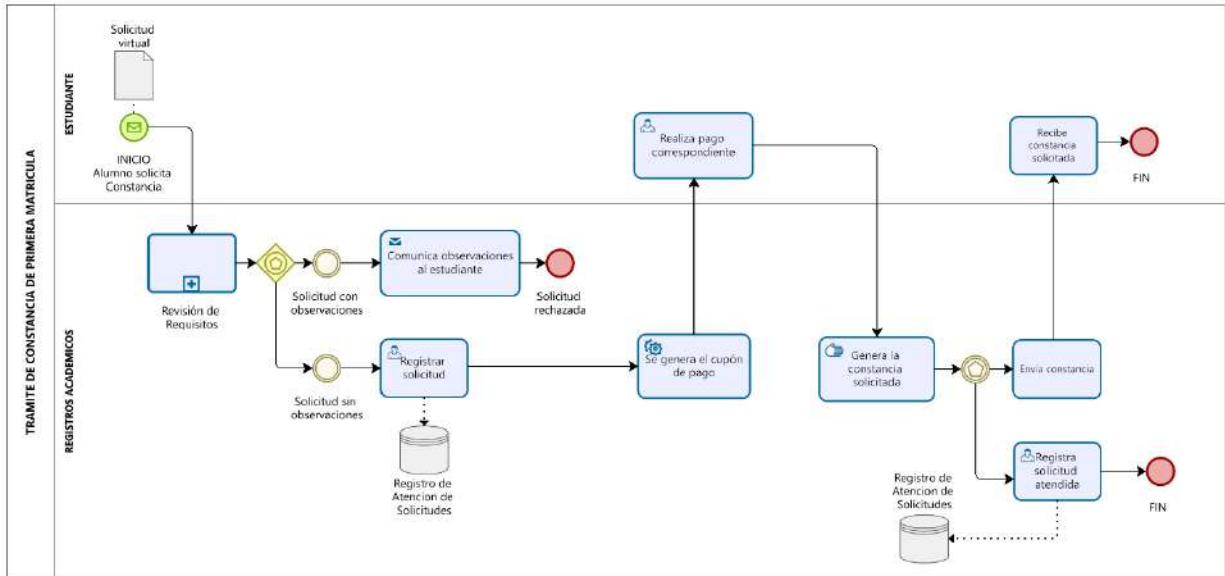 TRAMITE DE CONSTANCIA DE PRIMERA MATRICULA
ESTUDIANTE
Solicitud
virtual
INICIO
Alumno solicita
Constancia
Realiza pago
correspondiente
Recibe
constancia
solicitada
FIN
REGISTROS ACADEMICOS
Revisión de
Requisitos
Solicitud con
observaciones
Comunica observaciones
al estudiante
Solicitud
rechazada
Solicitud sin
observaciones
Registrar
solicitud
Registro de
Atencion de
Solicitudes
Se genera el cupón
de pago
Genera la
constancia
solicitada
Envía constancia
Registra
solicitud
atendida
FIN
Registro de
Atencion de
Solicitudes